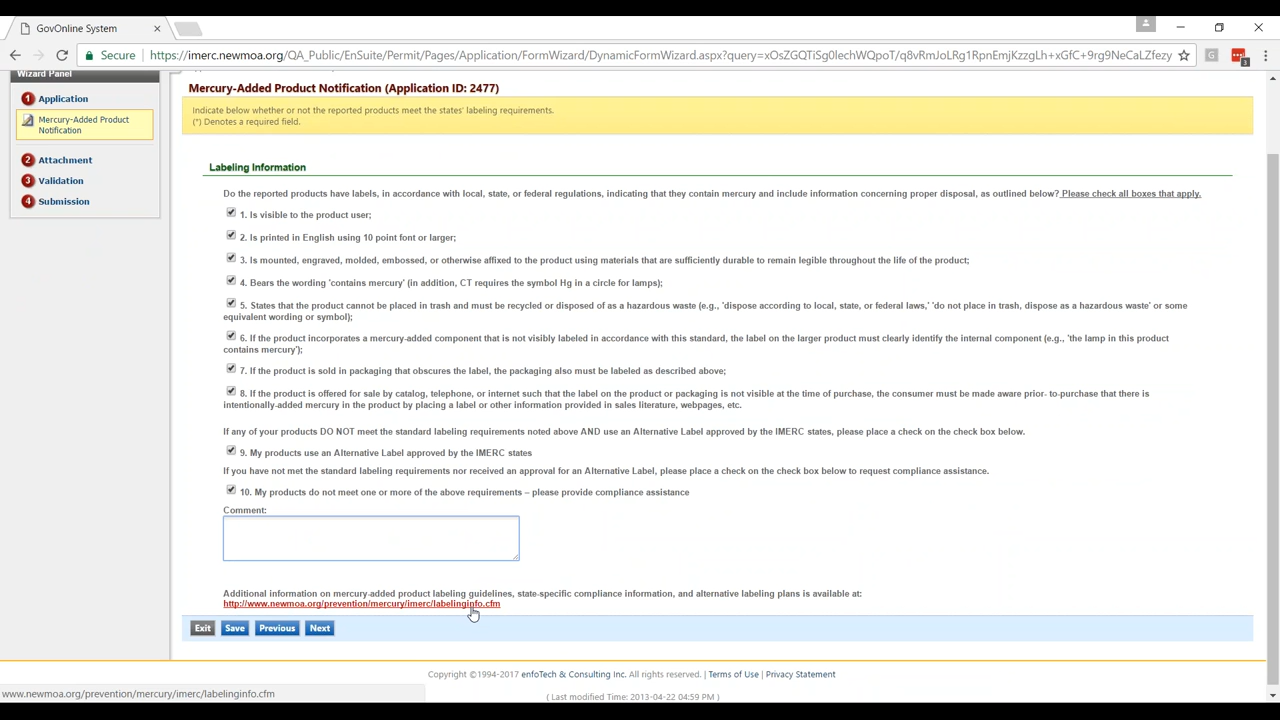 GovOnline System
Secure
https://imerc.newmoa.org/QA_Public/EnSuite/Permit/Pages/Application/FormWizard/DynamicFormWizard.aspx?query=xOsZGQTiSg0lechWQpoT/q8vRmJoLRg1RpnEmjKzzgLh+xGfC+9rg9NeCaLZfezy
G
3
Wizard Panel
1 Application
Mercury-Added Product
Notification
2 Attachment
3 Validation
4 Submission
Mercury-Added Product Notification (Application ID: 2477)
Indicate below whether or not the reported products meet the states' labeling requirements.
(*) Denotes a required field.
Labeling Information
Do the reported products have labels, in accordance with local, state, or federal regulations, indicating that they contain mercury and include information concerning proper disposal, as outlined below? Please check all boxes that apply.
1. Is visible to the product user;
2. Is printed in English using 10 point font or larger;
3. Is mounted, engraved, molded, embossed, or otherwise affixed to the product using materials that are sufficiently durable to remain legible throughout the life of the product;
4. Bears the wording 'contains mercury' (in addition, CT requires the symbol Hg in a circle for lamps);
5. States that the product cannot be placed in trash and must be recycled or disposed of as a hazardous waste (e.g., 'dispose according to local, state, or federal laws,' 'do not place in trash, dispose as a hazardous waste' or some
equivalent wording or symbol);
6. If the product incorporates a mercury-added component that is not visibly labeled in accordance with this standard, the label on the larger product must clearly identify the internal component (e.g., 'the lamp in this product
contains mercury');
7. If the product is sold in packaging that obscures the label, the packaging also must be labeled as described above;
8. If the product is offered for sale by catalog, telephone, or internet such that the label on the product or packaging is not visible at the time of purchase, the consumer must be made aware prior- to-purchase that there is
intentionally-added mercury in the product by placing a label or other information provided in sales literature, webpages, etc.
If any of your products DO NOT meet the standard labeling requirements noted above AND use an Alternative Label approved by the IMERC states, please place a check on the check box below.
9. My products use an Alternative Label approved by the IMERC states
If you have not met the standard labeling requirements nor received an approval for an Alternative Label, please place a check on the check box below to request compliance assistance.
10. My products do not meet one or more of the above requirements – please provide compliance assistance
Comment:
Additional information on mercury-added product labeling guidelines, state-specific compliance information, and alternative labeling plans is available at:
http://www.newmoa.org/prevention/mercury/imerc/labelinginfo.cfm
Exit Save Previous Next
Copyright ©1994-2017 enfoTech & Consulting Inc. All rights reserved. | Terms of Use | Privacy Statement
www.newmoa.org/prevention/mercury/imerc/labelinginfo.cfm
( Last modified Time: 2013-04-22 04:59 PM )